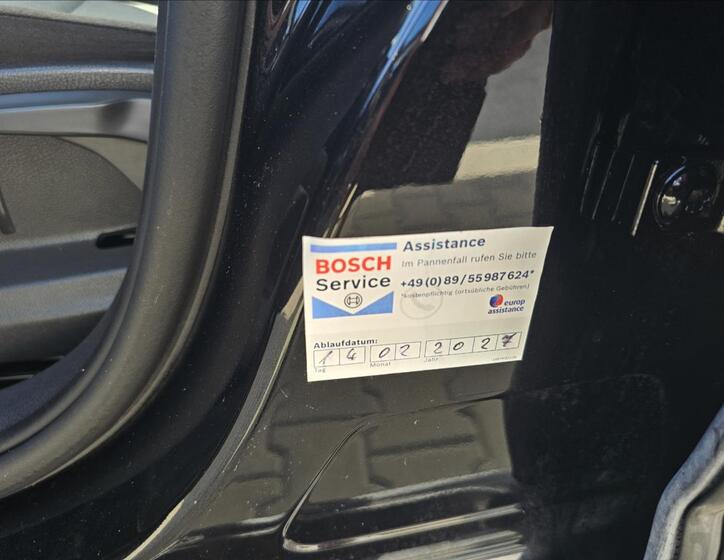 BOSCH
Service
Assistance
Im Pannenfall rufen Sie bitte
+49(0)89/55987624*
*kostenpflichtig (ortsübliche Gebühren)
europ
assistance
Ablaufdatum:
1 4 0 2 2 0 2 7
Tag Monat Jahr